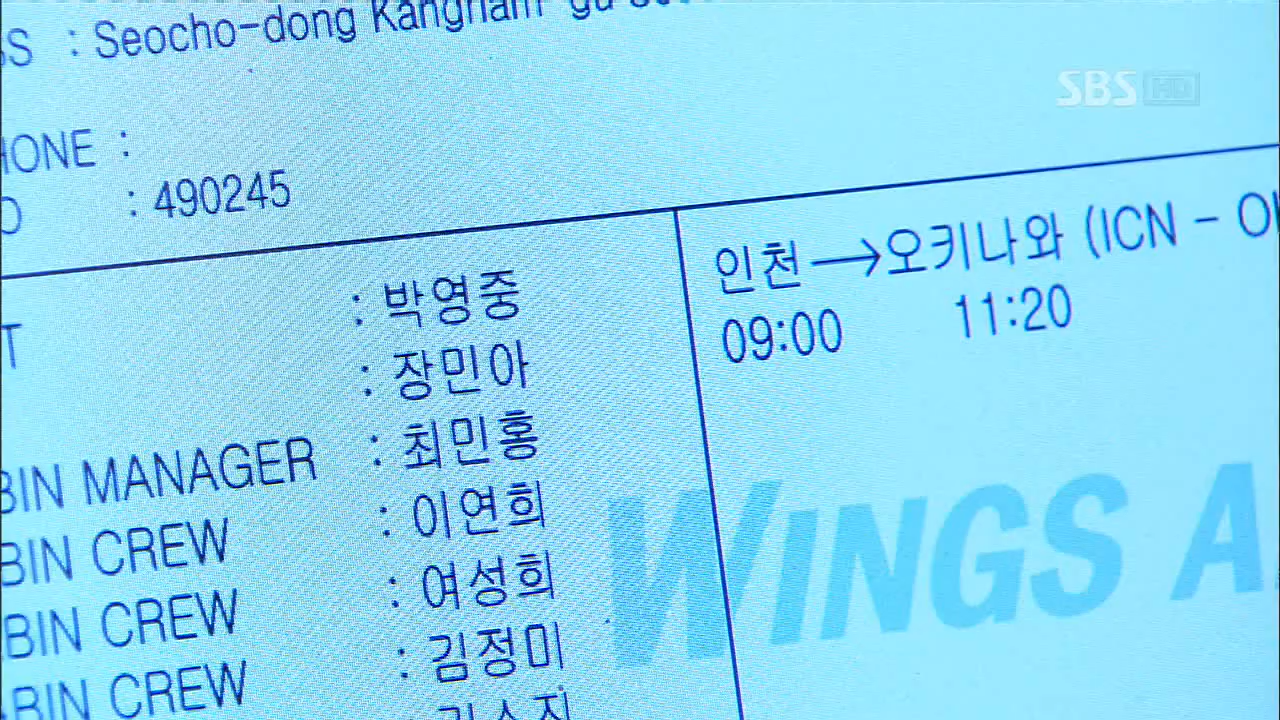 : Seocho-dong Kangnam-gu
SBS HD
HONE :
: 490245
: 박영중
: 장민아
BIN MANAGER : 최민홍
BIN CREW : 이연희
BIN CREW : 여성희
BIN CREW : 김정미
인천→오키나와 (ICN -
09:00 11:20
WINGS A